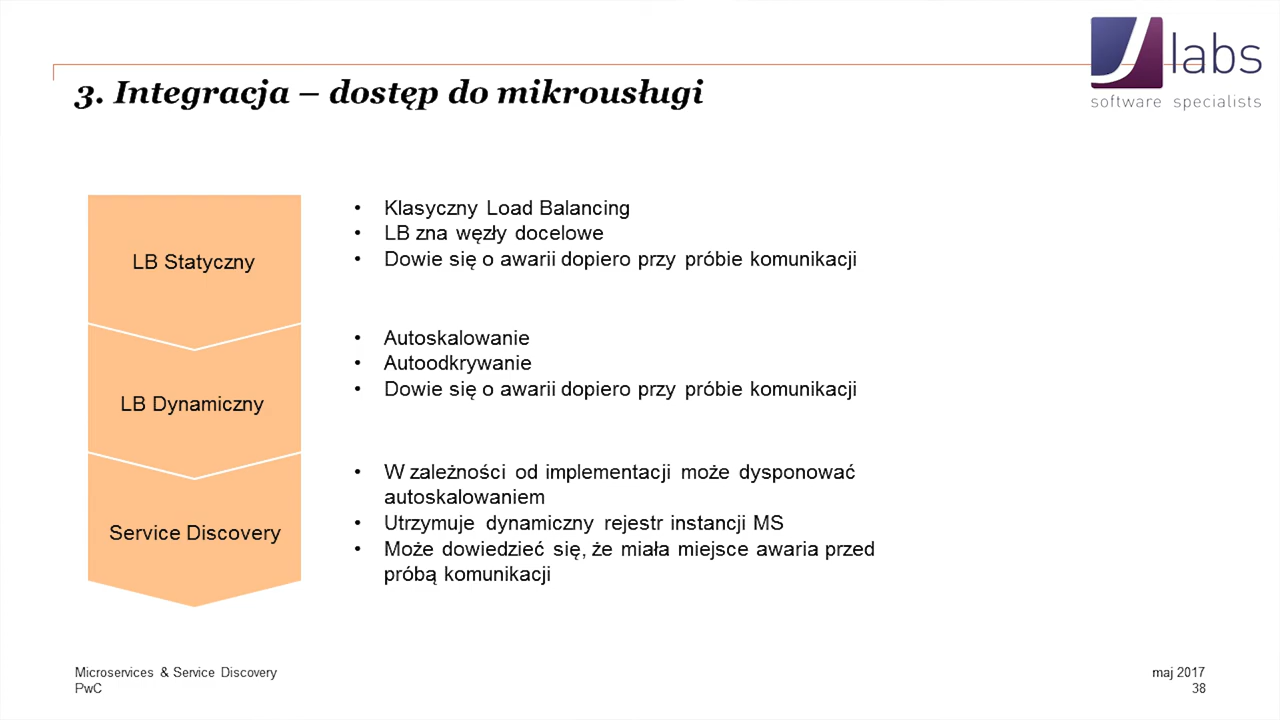 labs
software specialists
3. Integracja – dostęp do mikrousługi
LB Statyczny
• Klasyczny Load Balancing
• LB zna węzły docelowe
• Dowie się o awarii dopiero przy próbie komunikacji
LB Dynamiczny
• Autoskalowanie
• Autoodkrywanie
• Dowie się o awarii dopiero przy próbie komunikacji
Service Discovery
• W zależności od implementacji może dysponować
autoskalowaniem
• Utrzymuje dynamiczny rejestr instancji MS
• Może dowiedzieć się, że miała miejsce awaria przed
próbą komunikacji
Microservices & Service Discovery
PwC
maj 2017
38